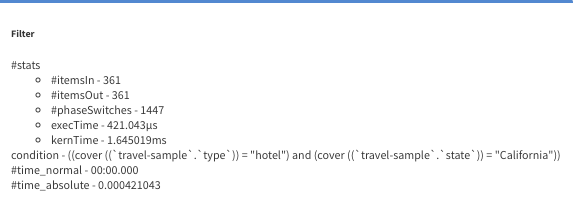 Filter
#stats
#itemsIn - 361
#itemsOut - 361
#phaseSwitches - 1447
execTime - 421.043µs
kernTime - 1.645019ms
condition - ((cover ((`travel-sample`.`type`)) = "hotel") and (cover ((`travel-sample`.`state`)) = "California"))
#time_normal - 00:00.000
#time_absolute - 0.000421043